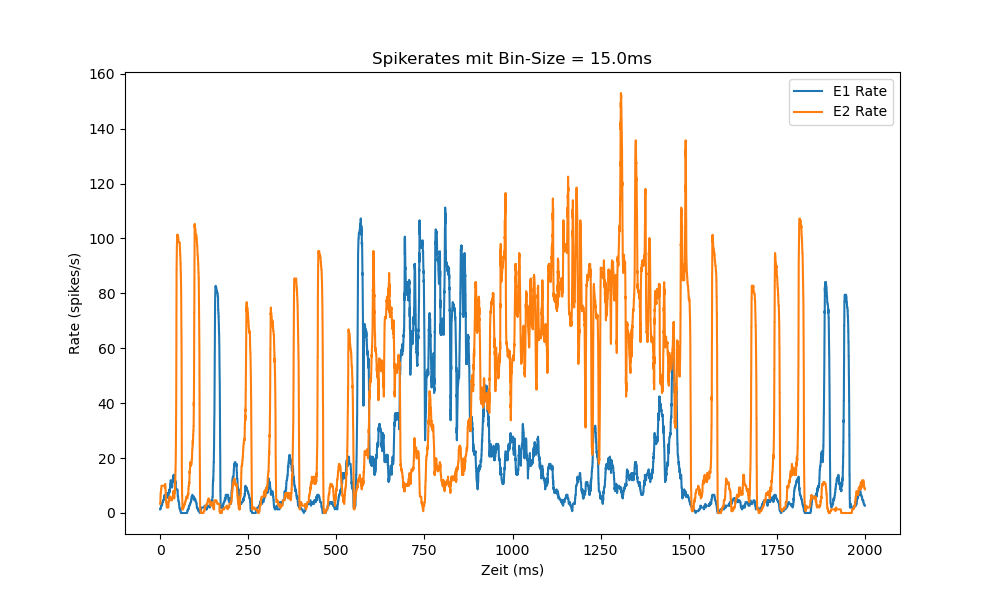 Spikerates mit Bin-Size = 15.0ms
E1 Rate
E2 Rate
160
140
120
100
80
60
40
20
0
Rate (spikes/s)
0 250 500 750 1000 1250 1500 1750 2000
Zeit (ms)